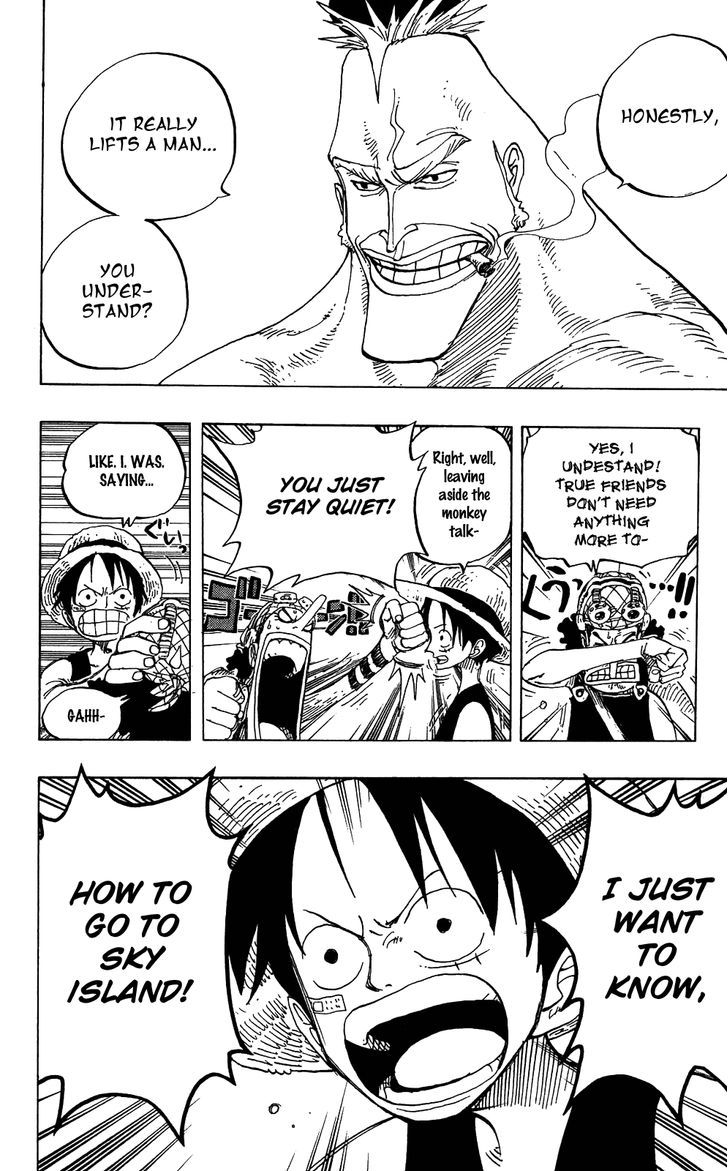 HONESTLY,
IT REALLY
LIFTS A MAN...
YOU
UNDER-
STAND?
YES, I
UNDESTAND!
TRUE FRIENDS
DON'T NEED
ANYTHING
MORE TO-
Right, well,
leaving
aside the
monkey
talk-
YOU JUST
STAY QUIET!
LIKE. I. WAS.
SAYING...
GAHH-
I JUST
WANT
TO
KNOW,
HOW TO
GO TO
SKY
ISLAND!